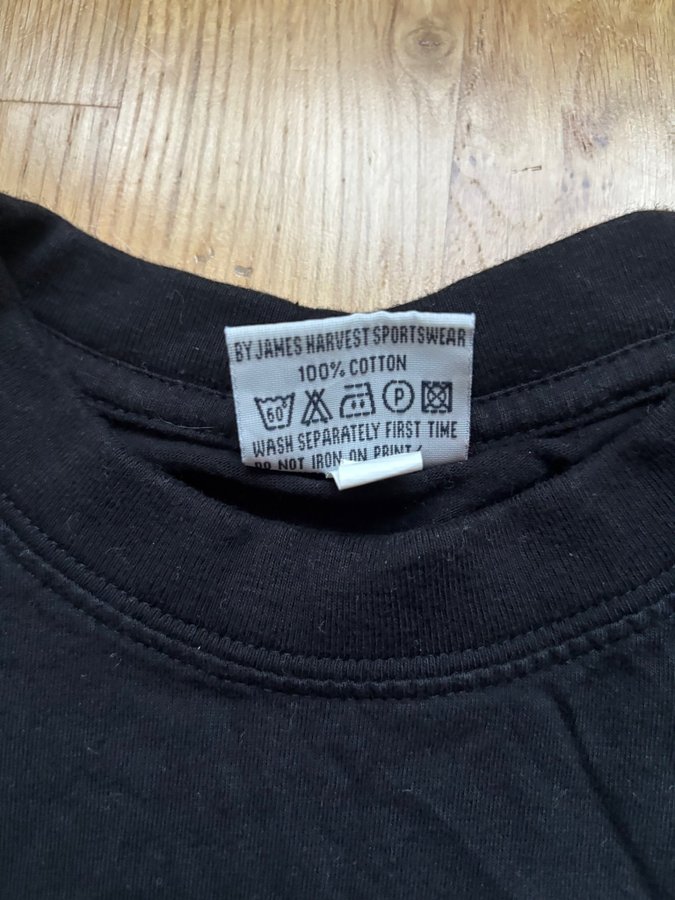 BY JAMES HARVEST SPORTSWEAR
100% COTTON
60 P
WASH SEPARATELY FIRST TIME
DO NOT IRON ON PRINT